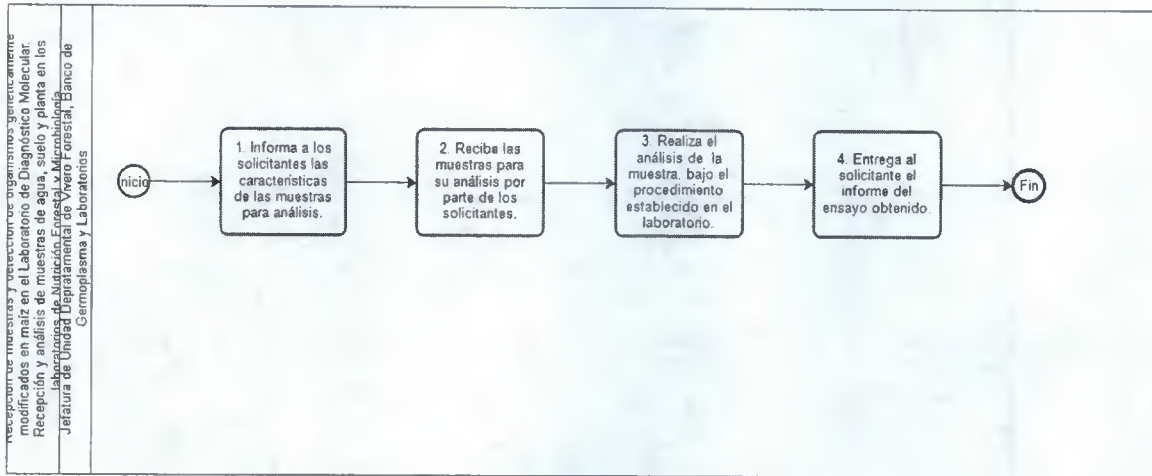 Recepción de muestras y detección de organismos genéticamente
modificados en maíz en el Laboratorio de Diagnóstico Molecular.
Recepción y análisis de muestras de agua, suelo y planta en los
laboratorios de Nutrición Forestal y Microbiología
Jefatura de Unidad Depratamental de Vivero Forestal, Banco de
Germoplasma y Laboratorios
nicio
1. Informa a los
solicitantes las
características
de las muestras
para análisis.
2. Recibe las
muestras para
su análisis por
parte de los
solicitantes.
3. Realiza el
análisis de la
muestra, bajo el
procedimiento
establecido en el
laboratorio.
4. Entrega al
solicitante el
informe del
ensayo obtenido.
Fin